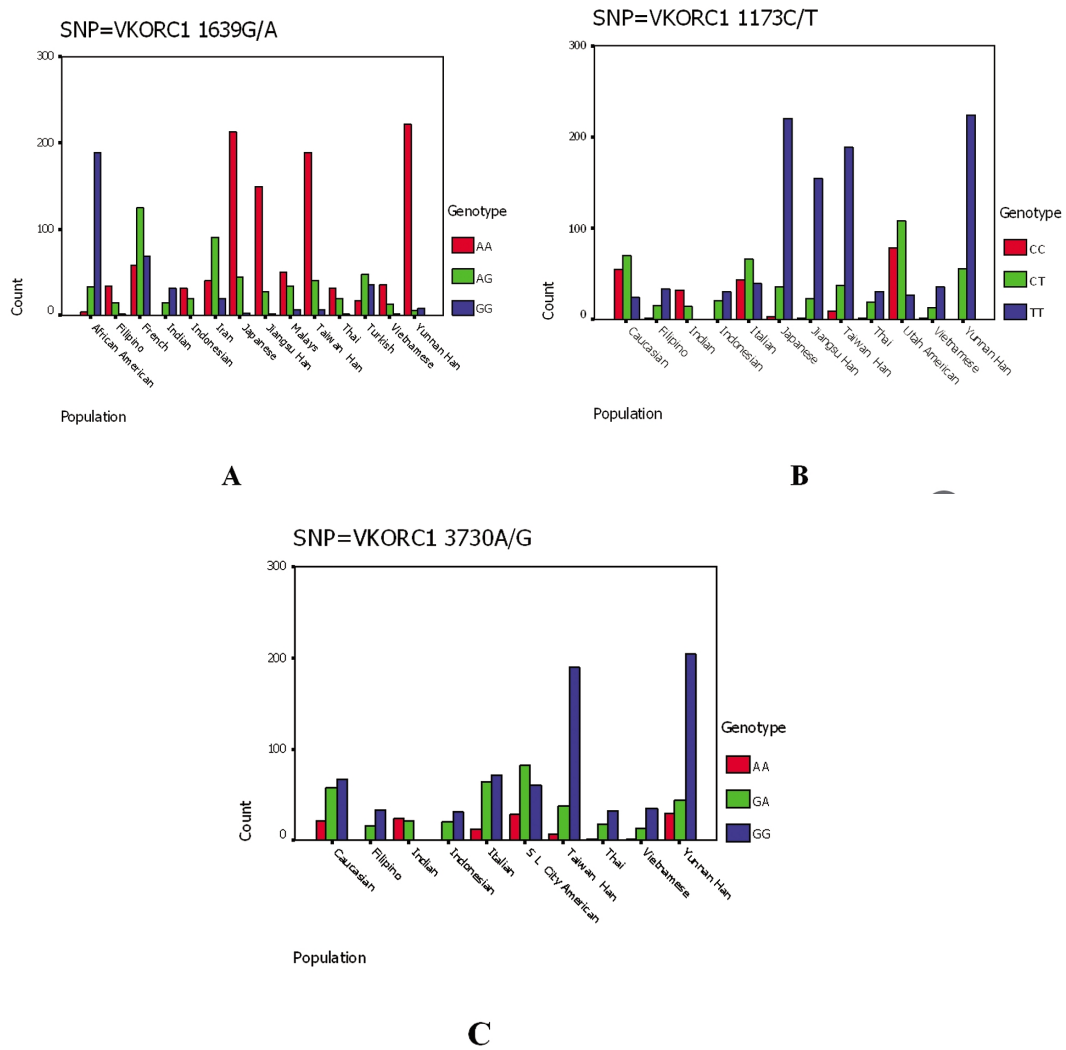 SNP=VKORC1 1639G/A
300
200
100
0
Count
African American
Filipino
French
Indian
Indonesian
Iran
Japanese
Jiangsu Han
Malays
Taiwan Han
Thai
Turkish
Vietnamese
Yunnan Han
Population
Genotype
AA
AG
GG
A
SNP=VKORC1 1173C/T
300
200
100
0
Count
Caucasian
Filipino
Indian
Indonesian
Italian
Japanese
Jiangsu Han
Taiwan Han
Thai
Utah American
Vietnamese
Yunnan Han
Population
Genotype
CC
CT
TT
B
SNP=VKORC1 3730A/G
300
200
100
0
Count
Caucasian
Filipino
Indian
Indonesian
Italian
S L City American
Taiwan Han
Thai
Vietnamese
Yunnan Han
Population
Genotype
AA
GA
GG
C